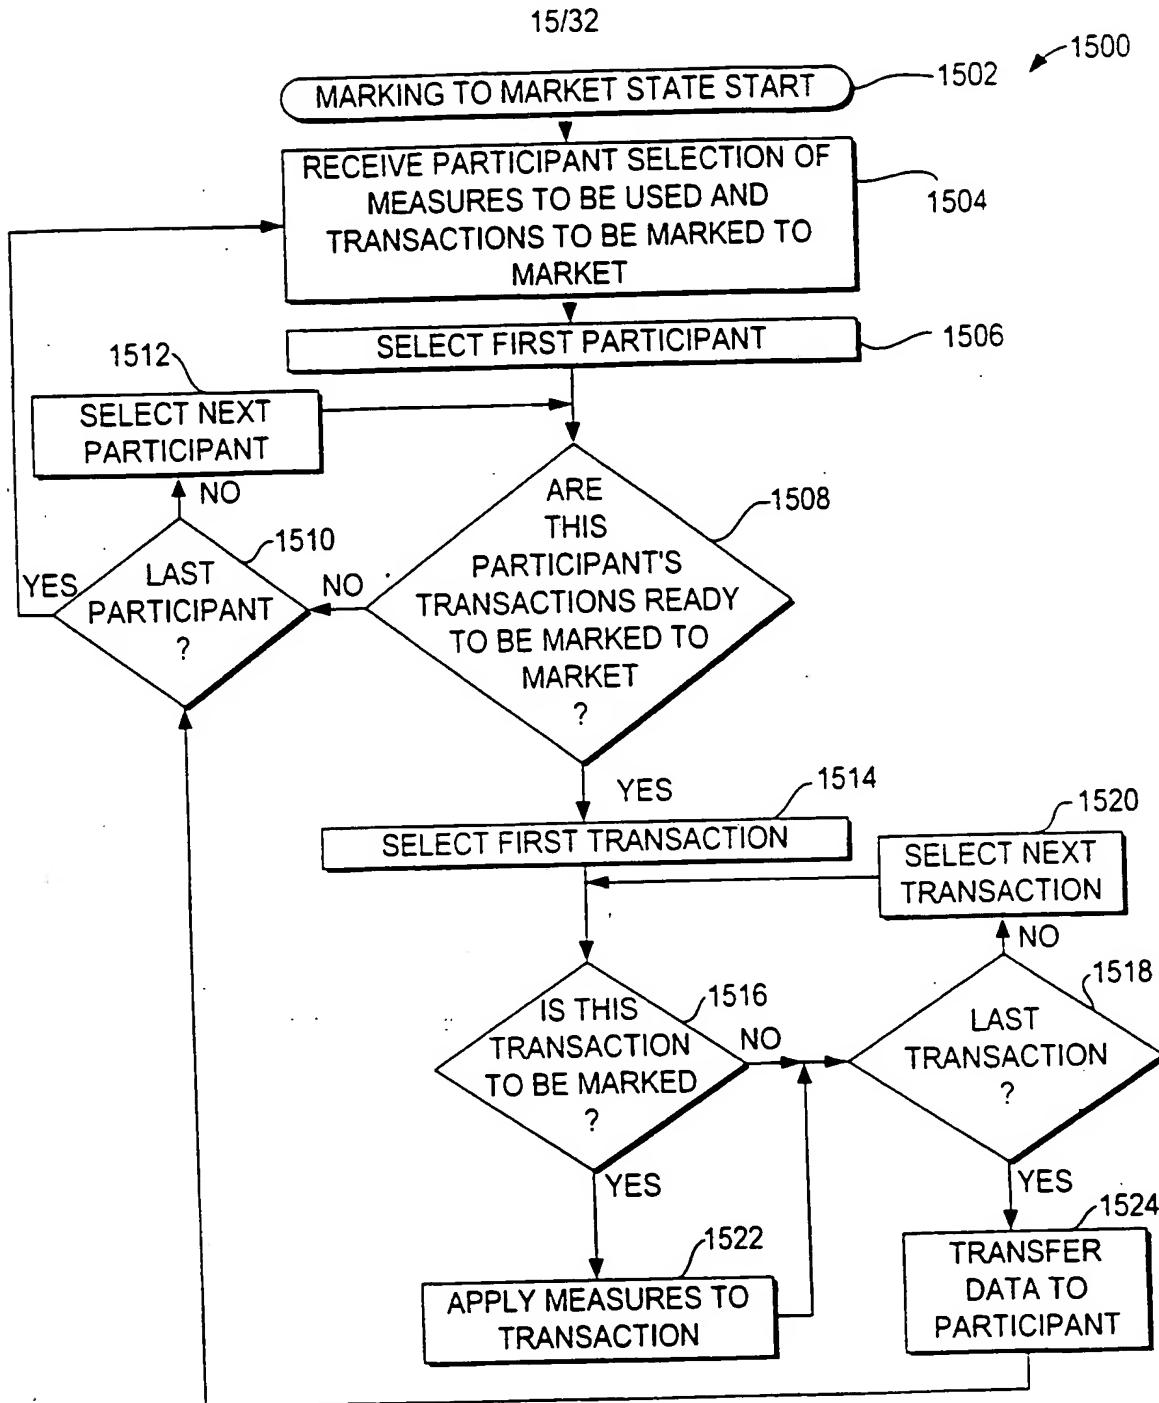 15/32
1500
MARKING TO MARKET STATE START
1502
RECEIVE PARTICIPANT SELECTION OF
MEASURES TO BE USED AND
TRANSACTIONS TO BE MARKED TO
MARKET
1504
SELECT FIRST PARTICIPANT
1506
1512
SELECT NEXT
PARTICIPANT
NO
1510
YES
LAST
PARTICIPANT
?
NO
ARE
THIS
PARTICIPANT'S
TRANSACTIONS READY
TO BE MARKED TO
MARKET
?
1508
YES
1514
SELECT FIRST TRANSACTION
1520
SELECT NEXT
TRANSACTION
NO
IS THIS
TRANSACTION
TO BE MARKED
?
1516
NO
1518
LAST
TRANSACTION
?
YES
YES
1522
APPLY MEASURES TO
TRANSACTION
1524
TRANSFER
DATA TO
PARTICIPANT